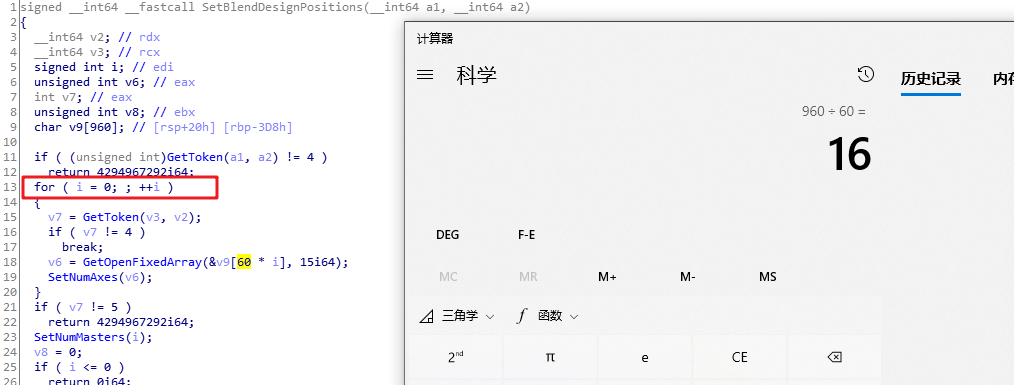 1 signed __int64 __fastcall SetBlendDesignPositions(__int64 a1, __int64 a2)
2 {
3 __int64 v2; // rdx
4 __int64 v3; // rcx
5 signed int i; // edi
6 unsigned int v6; // eax
7 int v7; // eax
8 unsigned int v8; // ebx
9 char v9[960]; // [rsp+20h] [rbp-3D8h]
10
11 if ( (unsigned int)GetToken(a1, a2) != 4 )
12 return 4294967292i64;
13 for ( i = 0; ; ++i )
14 {
15 v7 = GetToken(v3, v2);
16 if ( v7 != 4 )
17 break;
18 v6 = GetOpenFixedArray(&v9[60 * i], 15i64);
19 SetNumAxes(v6);
20 }
21 if ( v7 != 5 )
22 return 4294967292i64;
23 SetNumMasters(i);
24 v8 = 0;
25 if ( i <= 0 )
26 return 0i64;
计算器
科学
历史记录
960 ÷ 60 =
16
DEG F-E
MC MR M+ M- MS
三角学 f 函数
2nd π e CE